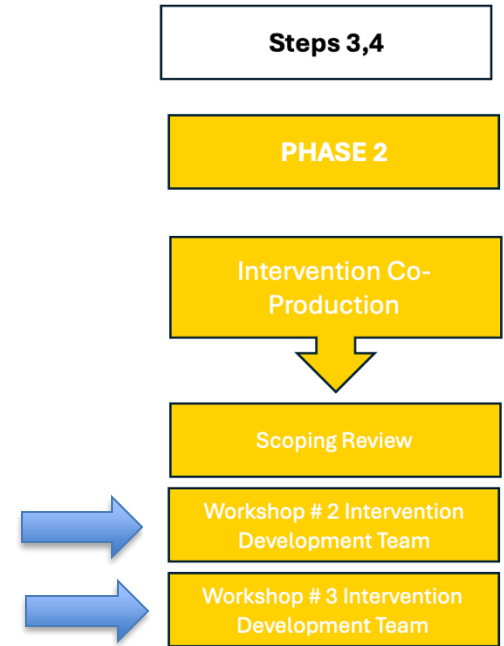 Steps 3,4
PHASE 2
Intervention Co-
Production
Scoping Review
Workshop # 2 Intervention
Development Team
Workshop # 3 Intervention
Development Team